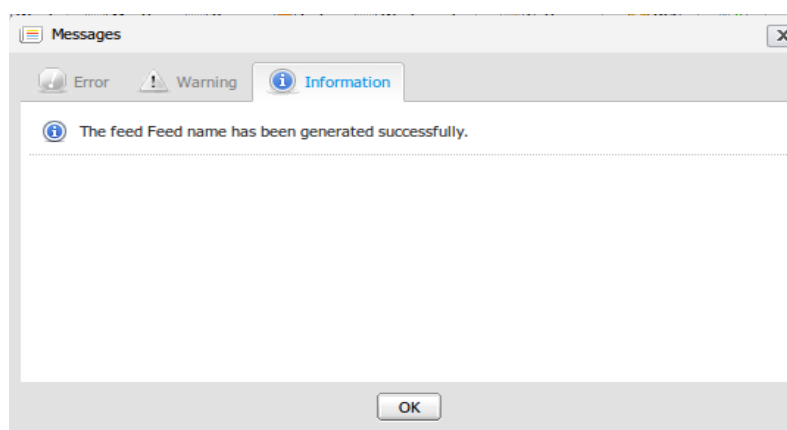 Messages
X
Error Warning Information
The feed Feed name has been generated successfully.
OK